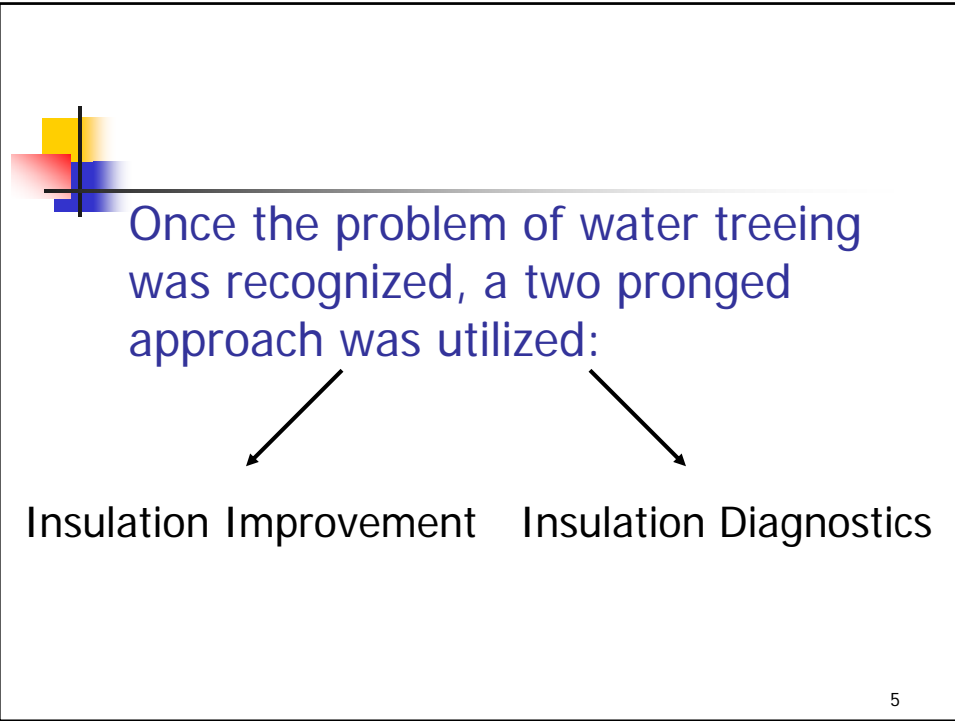 Once the problem of water treeing
was recognized, a two pronged
approach was utilized:
Insulation Improvement Insulation Diagnostics
5